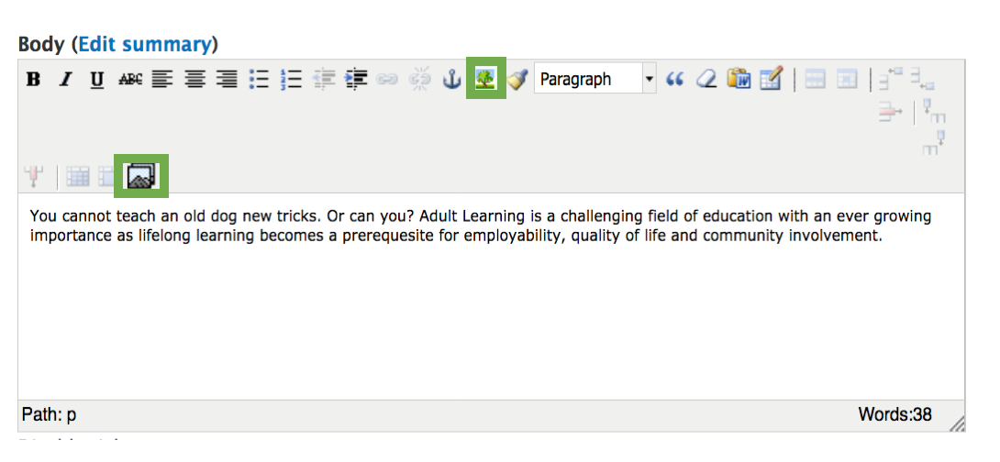 Body (Edit summary)
B I U ABC Paragraph
You cannot teach an old dog new tricks. Or can you? Adult Learning is a challenging field of education with an ever growing
importance as lifelong learning becomes a prerequesite for employability, quality of life and community involvement.
Path: p Words:38